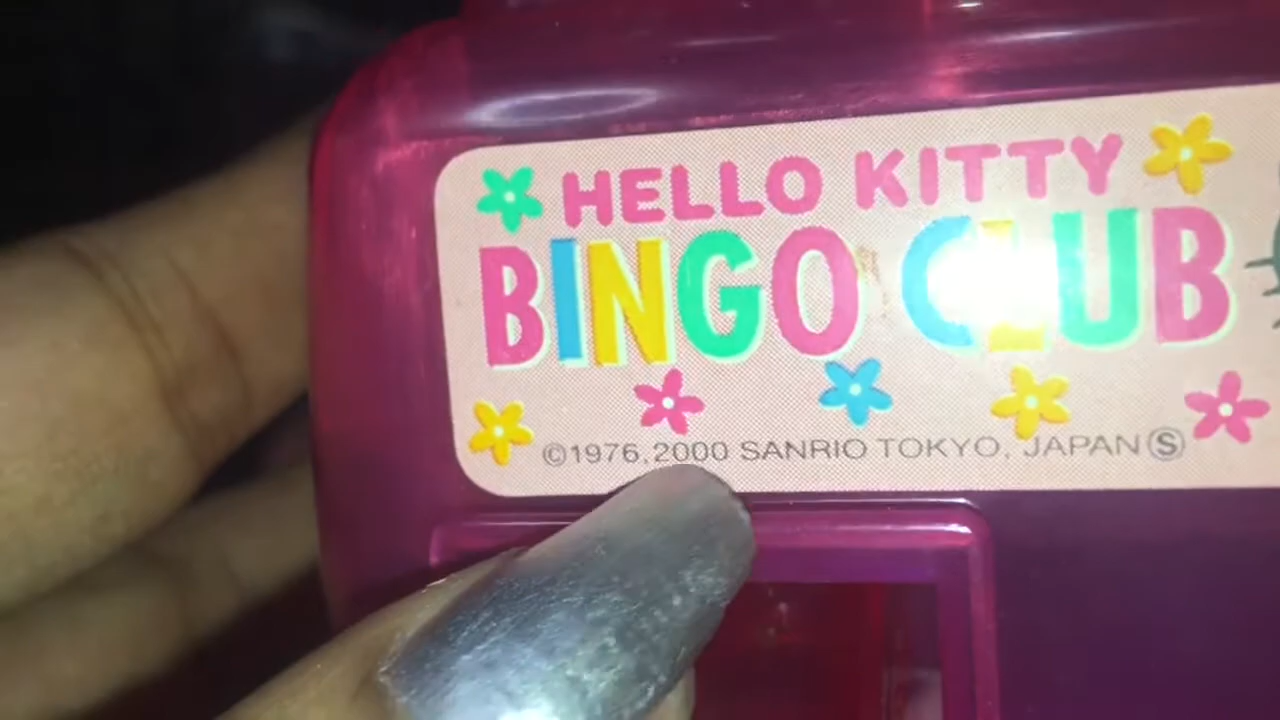 HELLO KITTY
BINGO CLUB
©1976,2000 SANRIO TOKYO, JAPAN Ⓢ